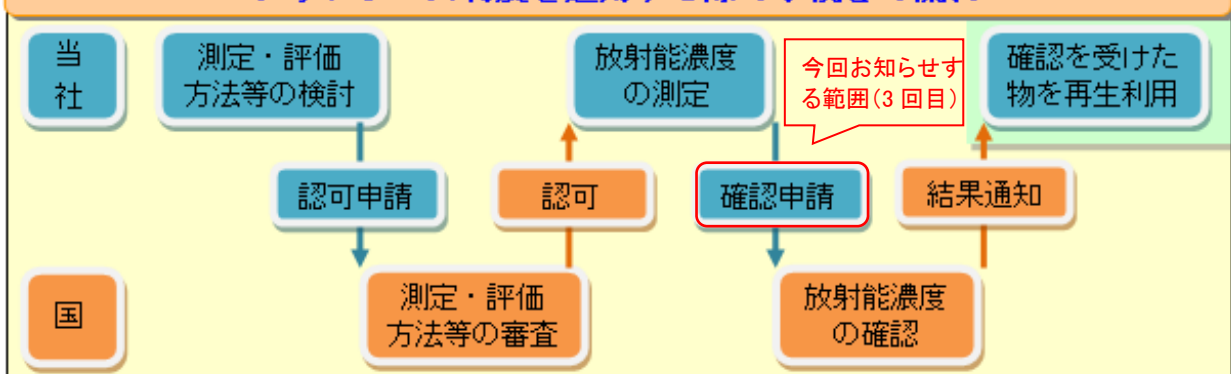 当
社
測定・評価
方法等の検討
放射能濃度
の測定
今回お知らせす
る範囲(3 回目)
確認を受けた
物を再生利用
認可申請
認可
確認申請
結果通知
国
測定・評価
方法等の審査
放射能濃度
の確認